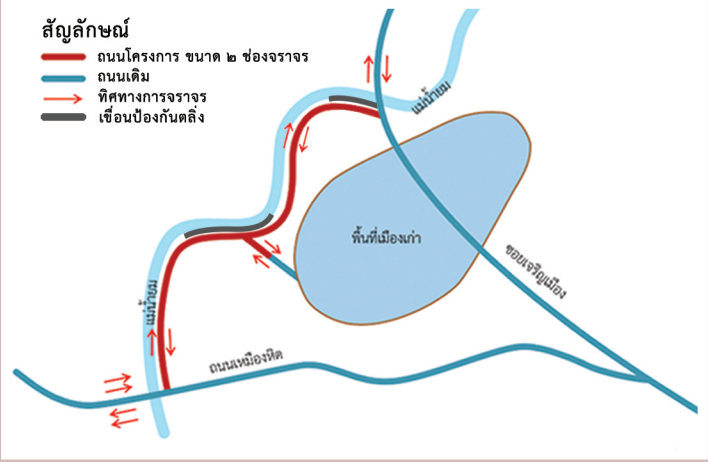 สัญลักษณ์
ถนนโครงการ ขนาด ๒ ช่องจราจร
ถนนเดิม
ทิศทางการจราจร
เขื่อนป้องกันตลิ่ง
แม่น้ำยม
พื้นที่เมืองเก่า
ซอยเจริญเมือง
แม่น้ำยม
ถนนเหมืองหิต